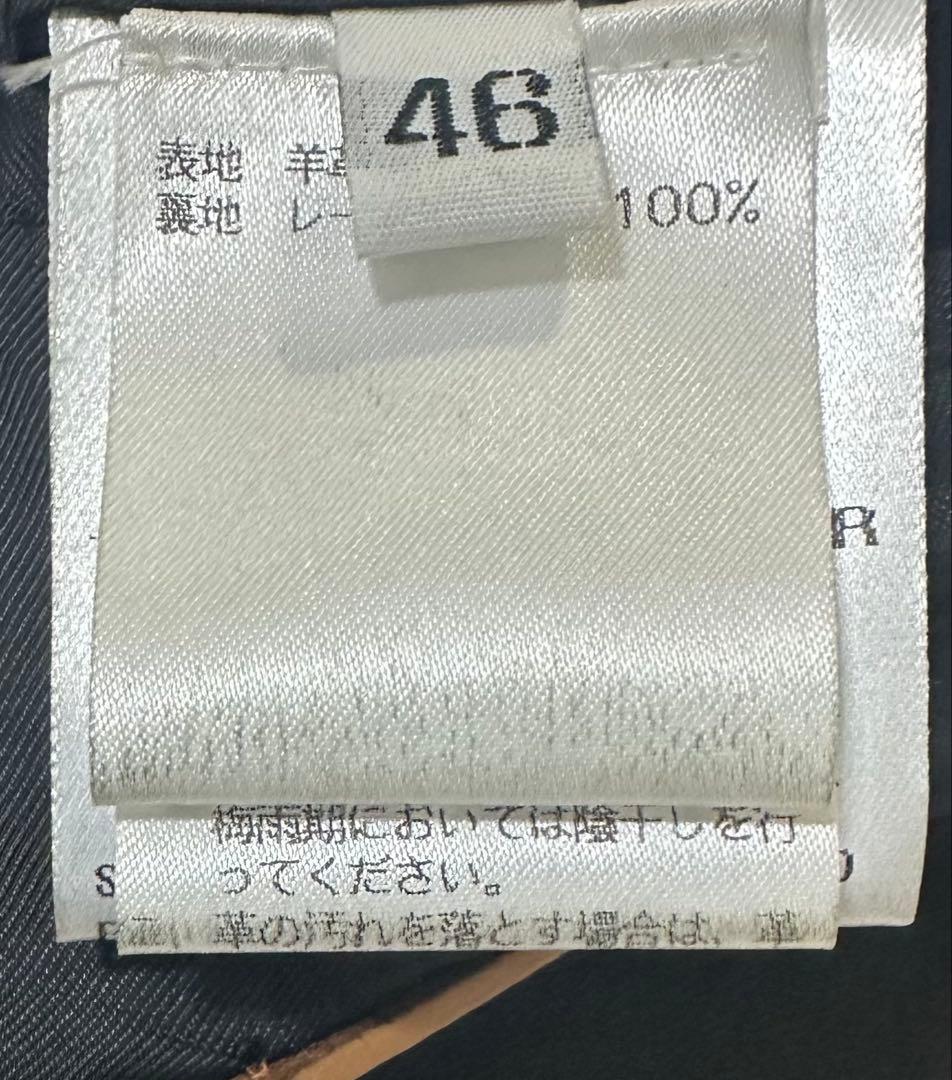 46
表地 羊革
裏地 レー 100%
R
梅雨期においては陰干しを行
ってください。
S
革の汚れを落とす場合は、革